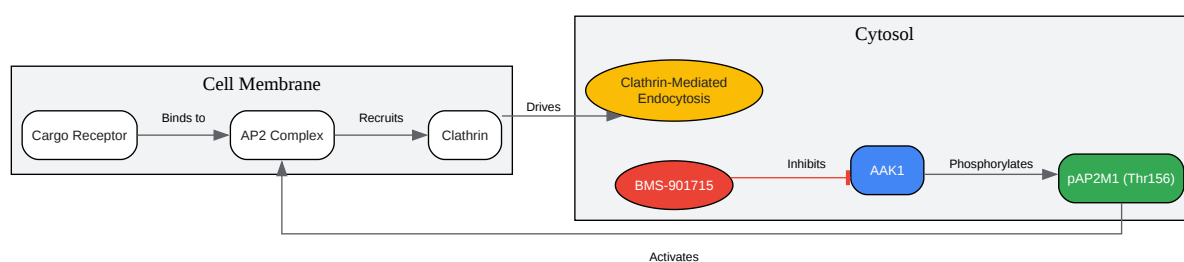 Cytosol
Cell Membrane
Clathrin-Mediated
Endocytosis
Drives
Cargo Receptor
Binds to
AP2 Complex
Recruits
Clathrin
BMS-901715
Inhibits
AAK1
Phosphorylates
pAP2M1 (Thr156)
Activates